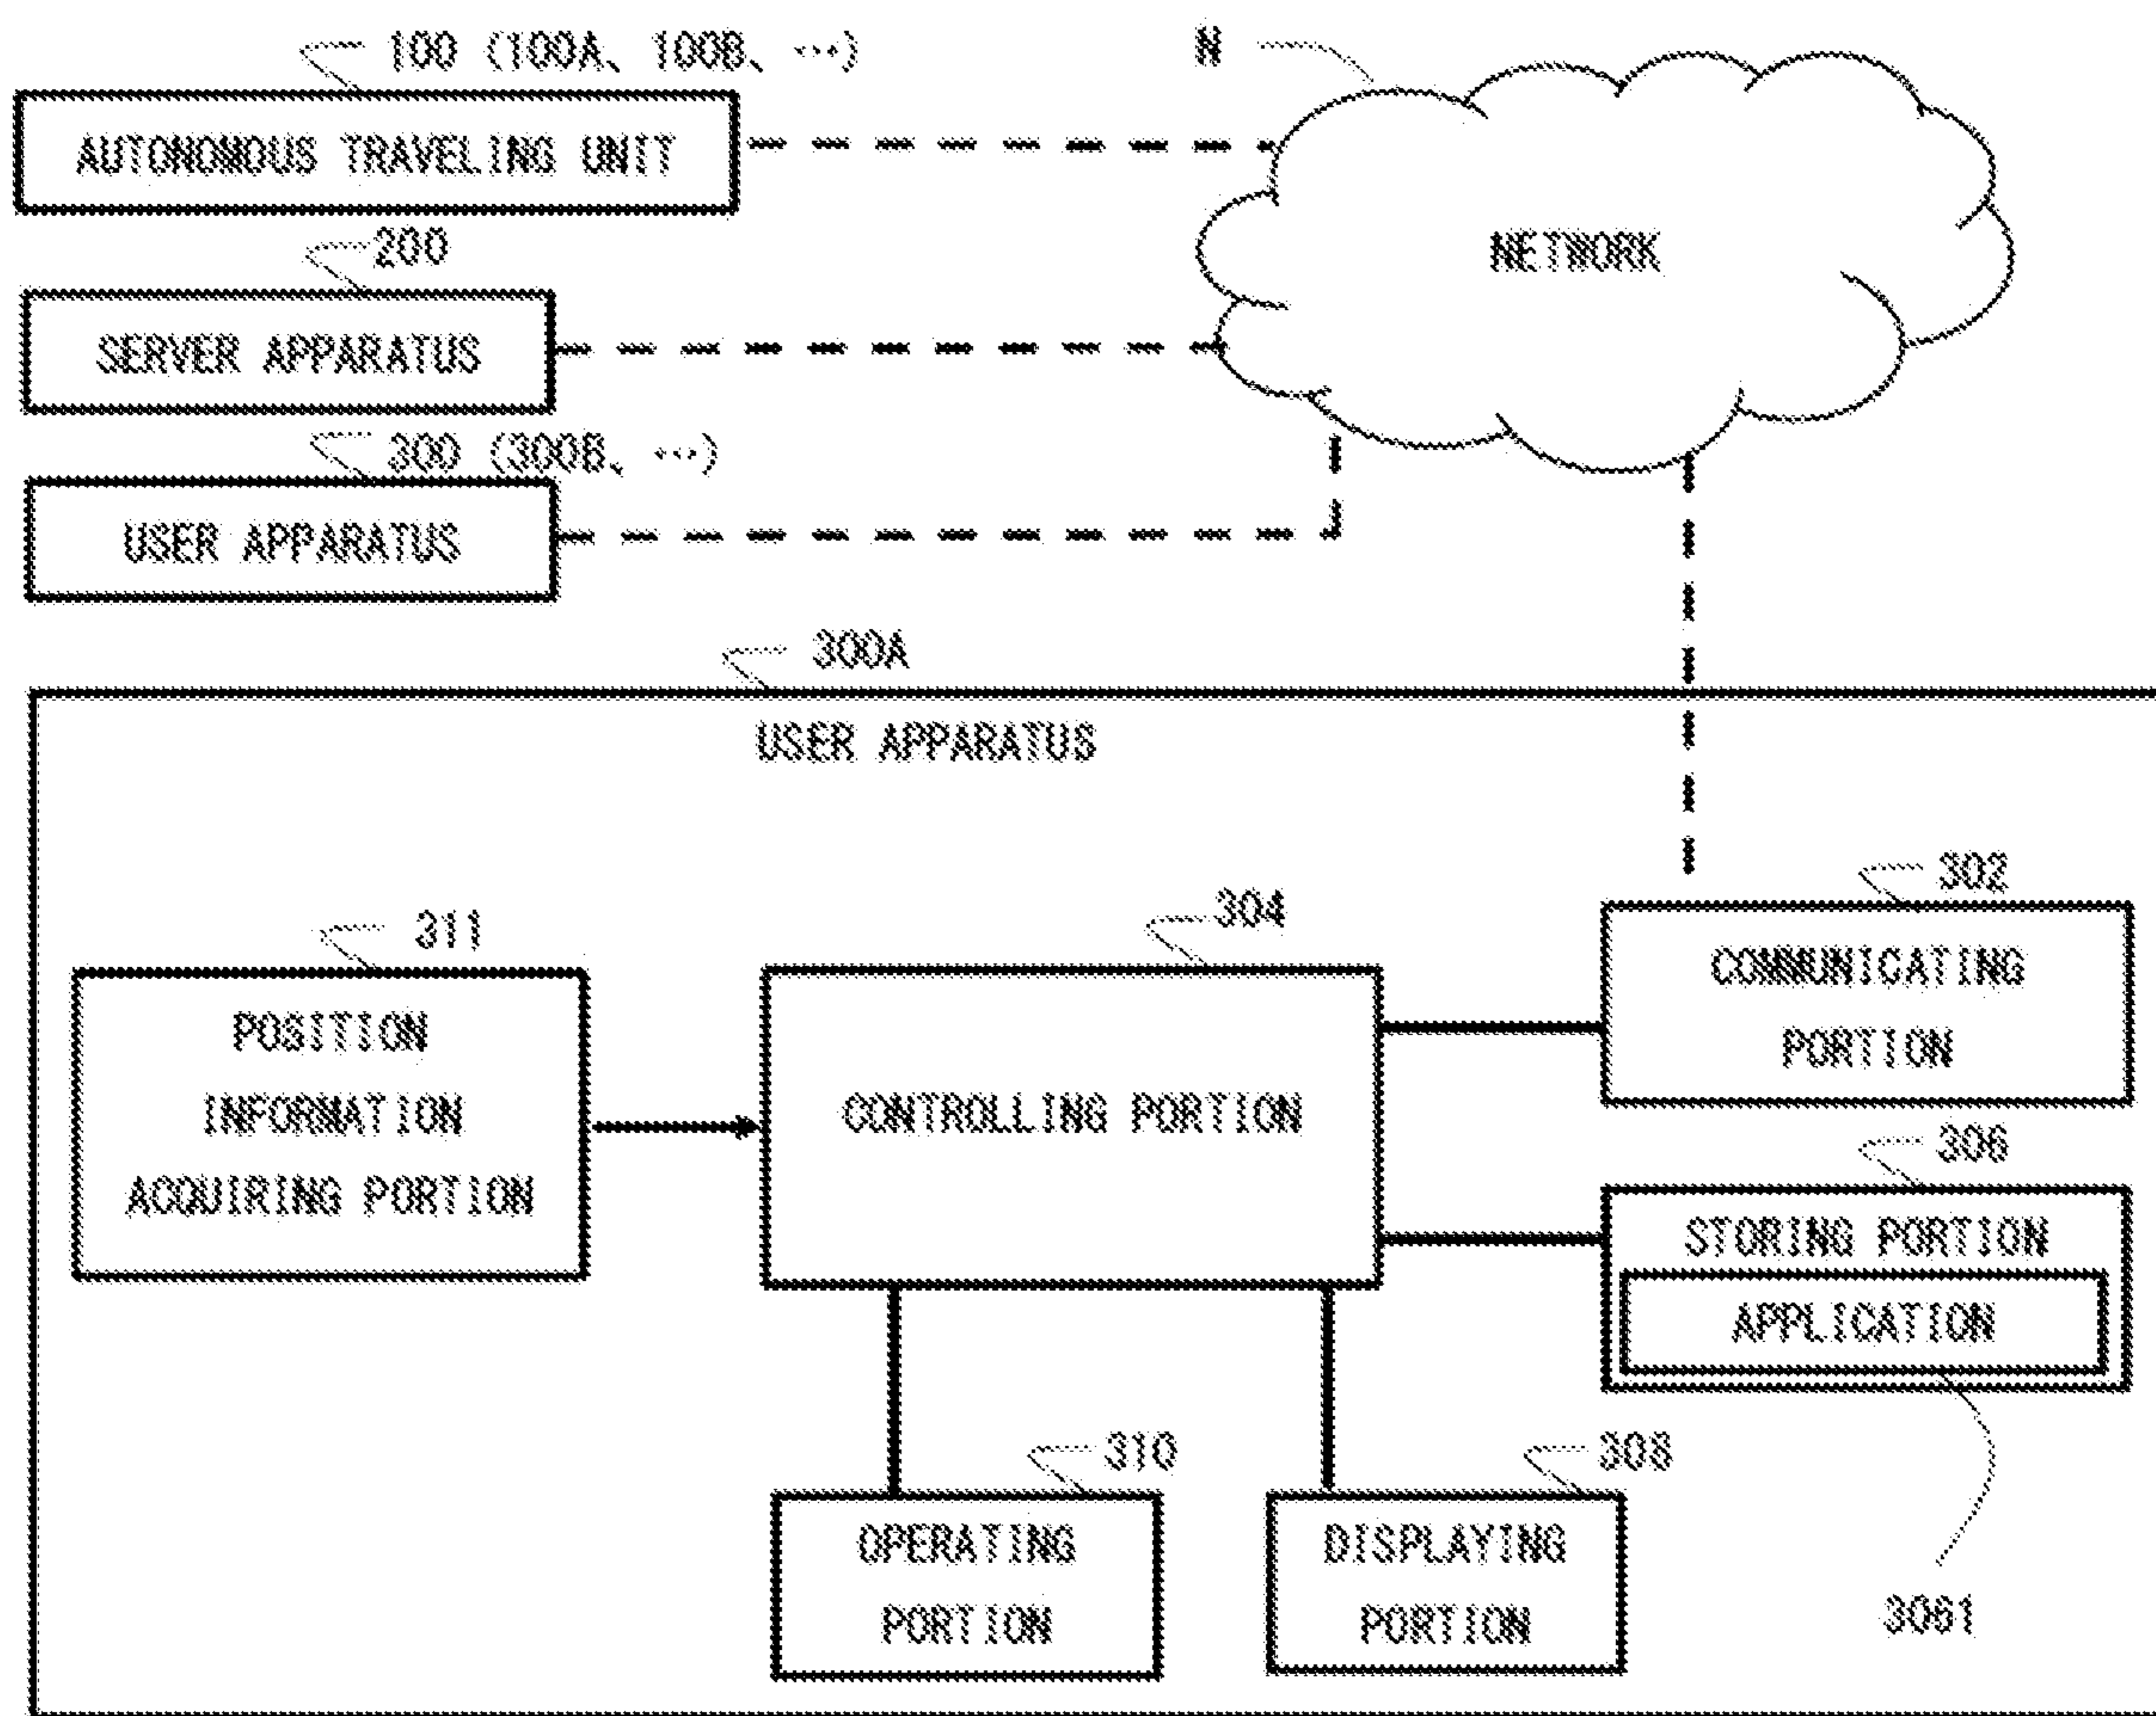 100 (100A、100B、…)
N
AUTONOMOUS TRAVELING UNIT
200
NETWORK
SERVER APPARATUS
300 (300B、…)
USER APPARATUS
300A
USER APPARATUS
302
304
311
COMMUNICATING
PORTION
POSITION
INFORMATION
ACQUIRING PORTION
CONTROLLING PORTION
306
STORING PORTION
APPLICATION
310
308
OPERATING
PORTION
DISPLAYING
PORTION
3061